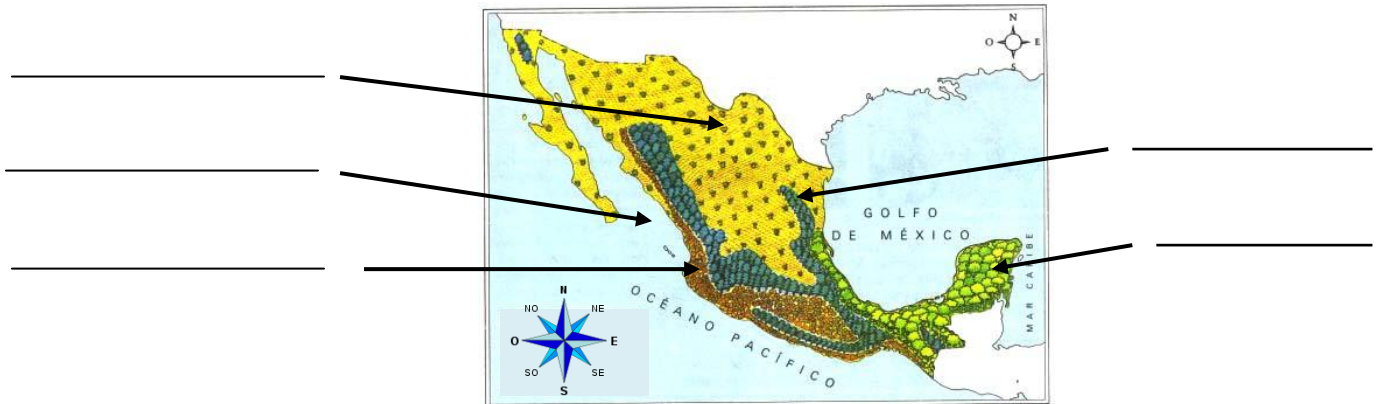 N
O E
S
GOLFO
DE MÉXICO
MAR CARIBE
OCÉANO PACÍFICO
N
NO NE
O E
SO SE
S